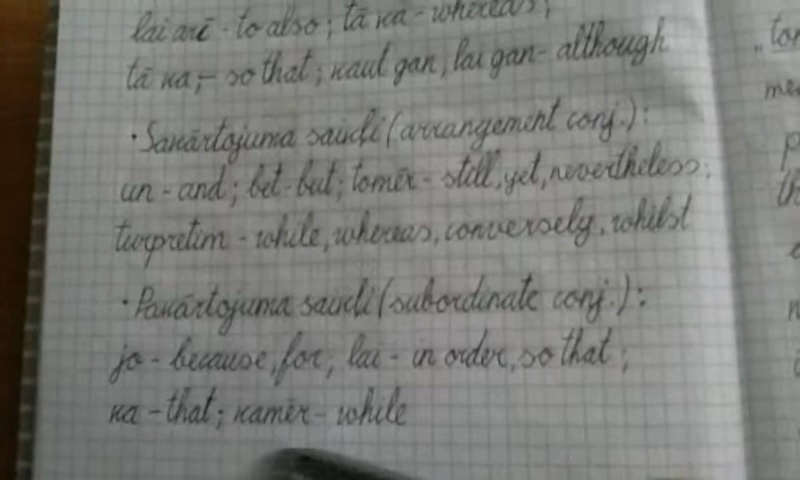 lai arī - to also; tā ka - whereas;
tā ka, - so that; kaut gan, lai gan - although
• Sakārtojuma saikļi (arrangement conj.):
un - and; bet - but; tomēr - still, yet, nevertheless;
turpretim - while, whereas, conversely, whilst
• Pakārtojuma saikļi (subordinate conj.):
jo - because, for; lai - in order, so that;
ka - that; kamēr - while